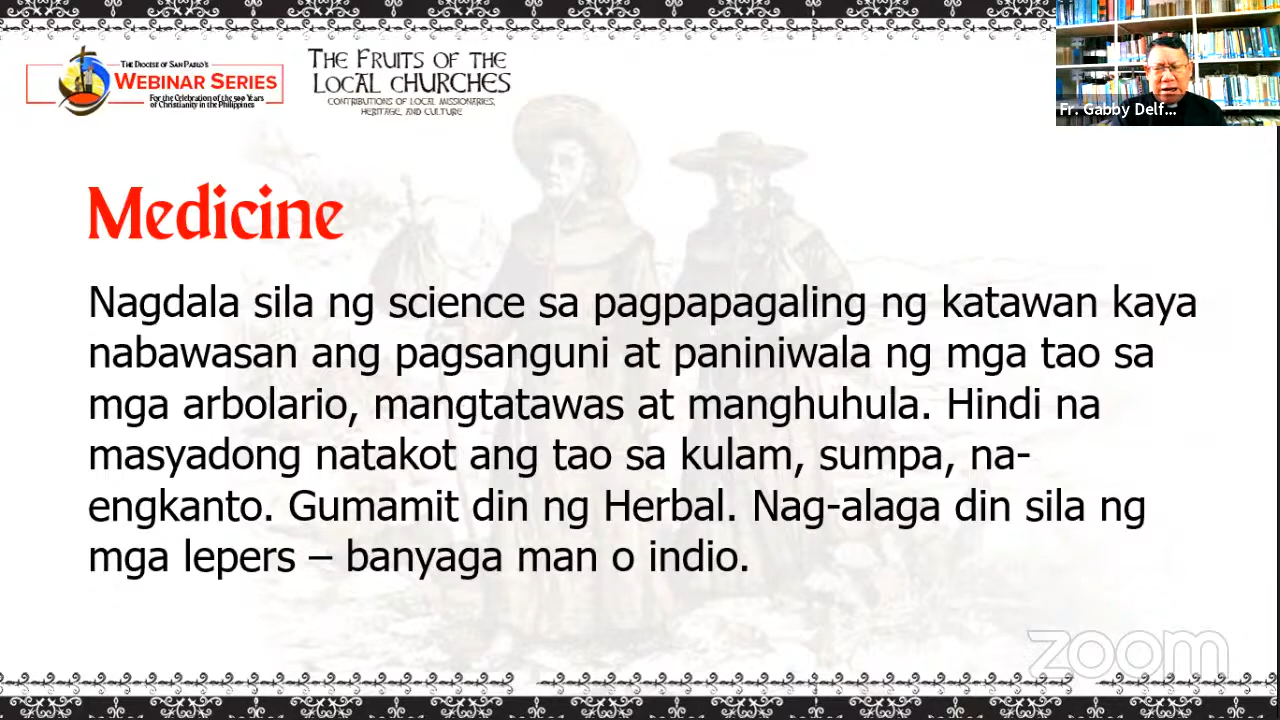 THE DIOCESE OF SAN PABLO'S
WEBINAR SERIES
For the Celebration of the 500 Years
of Christianity in the Philippines
THE FRUITS OF THE
LOCAL CHURCHES
CONTRIBUTIONS OF LOCAL MISSIONARIES,
HERITAGE, AND CULTURE
Fr. Gabby Delf...
Medicine
Nagdala sila ng science sa pagpapagaling ng katawan kaya
nabawasan ang pagsanguni at paniniwala ng mga tao sa
mga arbolario, mangtatawas at manghuhula. Hindi na
masyadong natakot ang tao sa kulam, sumpa, na-
engkanto. Gumamit din ng Herbal. Nag-alaga din sila ng
mga lepers – banyaga man o indio.
zoom